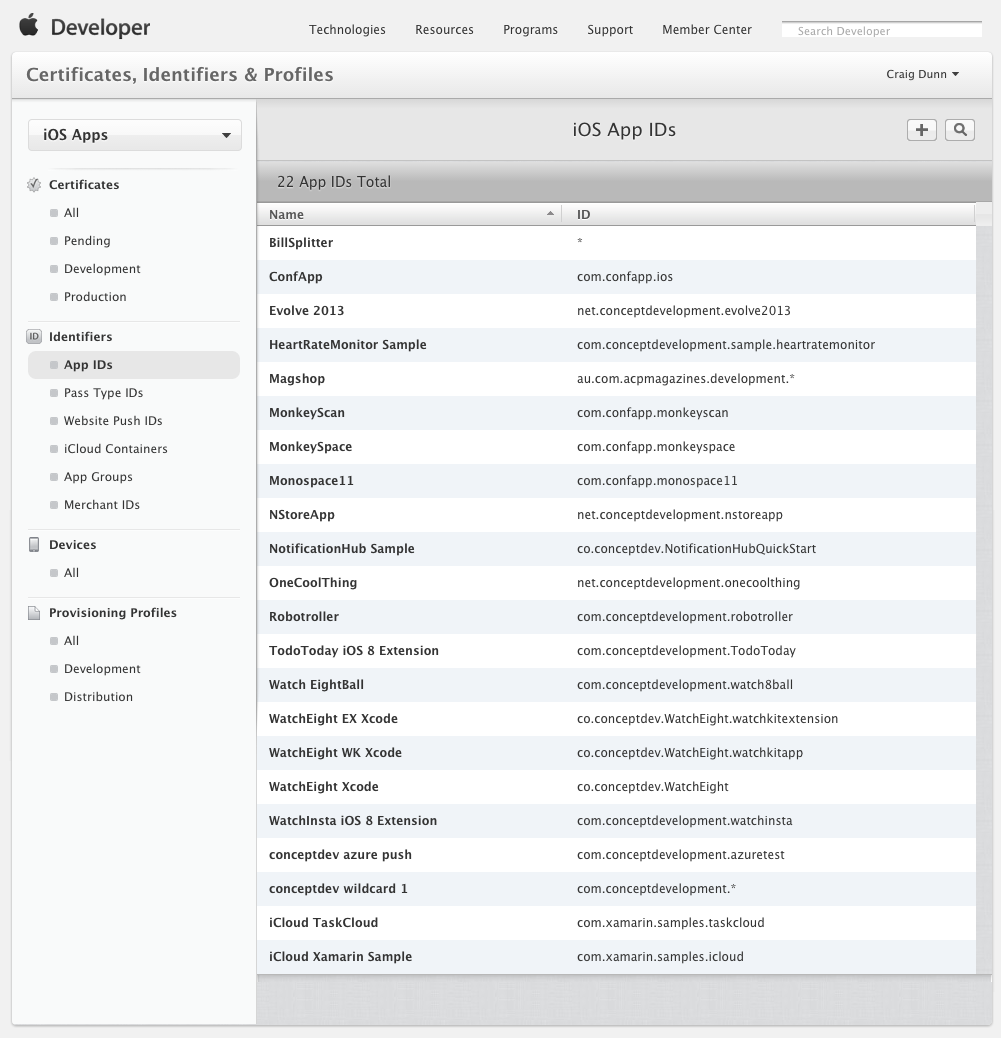 Developer
Technologies Resources Programs Support Member Center Search Developer
Certificates, Identifiers & Profiles
Craig Dunn
iOS Apps
Certificates
All
Pending
Development
Production
ID Identifiers
App IDs
Pass Type IDs
Website Push IDs
iCloud Containers
App Groups
Merchant IDs
Devices
All
Provisioning Profiles
All
Development
Distribution
iOS App IDs
22 App IDs Total
Name ID
BillSplitter *
ConfApp com.confapp.ios
Evolve 2013 net.conceptdevelopment.evolve2013
HeartRateMonitor Sample com.conceptdevelopment.sample.heartratemonitor
Magshop au.com.acpmagazines.development.*
MonkeyScan com.confapp.monkeyscan
MonkeySpace com.confapp.monkeyspace
Monospace11 com.confapp.monospace11
NStoreApp net.conceptdevelopment.nstoreapp
NotificationHub Sample co.conceptdev.NotificationHubQuickStart
OneCoolThing net.conceptdevelopment.onecoolthing
Robotroller com.conceptdevelopment.robotroller
TodoToday iOS 8 Extension com.conceptdevelopment.TodoToday
Watch EightBall com.conceptdevelopment.watch8ball
WatchEight EX Xcode co.conceptdev.WatchEight.watchkitextension
WatchEight WK Xcode co.conceptdev.WatchEight.watchkitapp
WatchEight Xcode co.conceptdev.WatchEight
WatchInsta iOS 8 Extension com.conceptdevelopment.watchinsta
conceptdev azure push com.conceptdevelopment.azuretest
conceptdev wildcard 1 com.conceptdevelopment.*
iCloud TaskCloud com.xamarin.samples.taskcloud
iCloud Xamarin Sample com.xamarin.samples.icloud